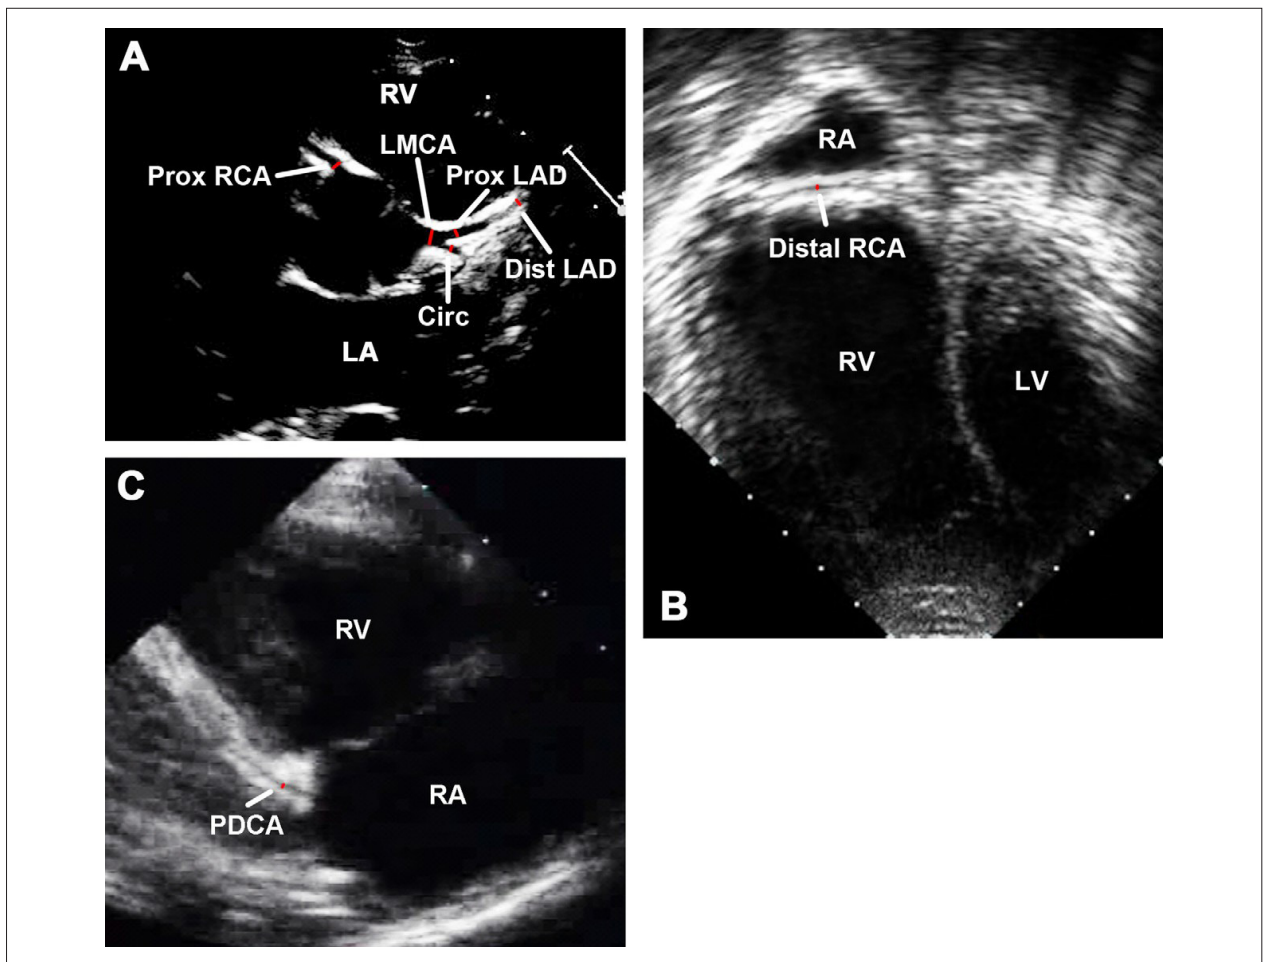 A
RV
LMCA
Prox RCA
Prox LAD
Dist LAD
Circ
LA
RA
Distal RCA
RV
LV
B
C
RV
RA
PDCA